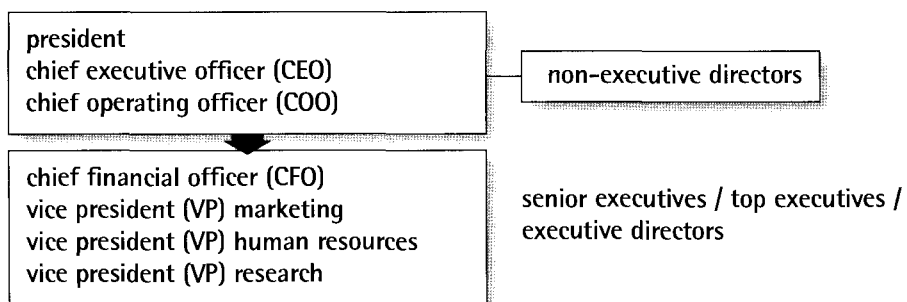 president
chief executive officer (CEO)
chief operating officer (COO)
non-executive directors
chief financial officer (CFO)
vice president (VP) marketing
vice president (VP) human resources
vice president (VP) research
senior executives / top executives /
executive directors